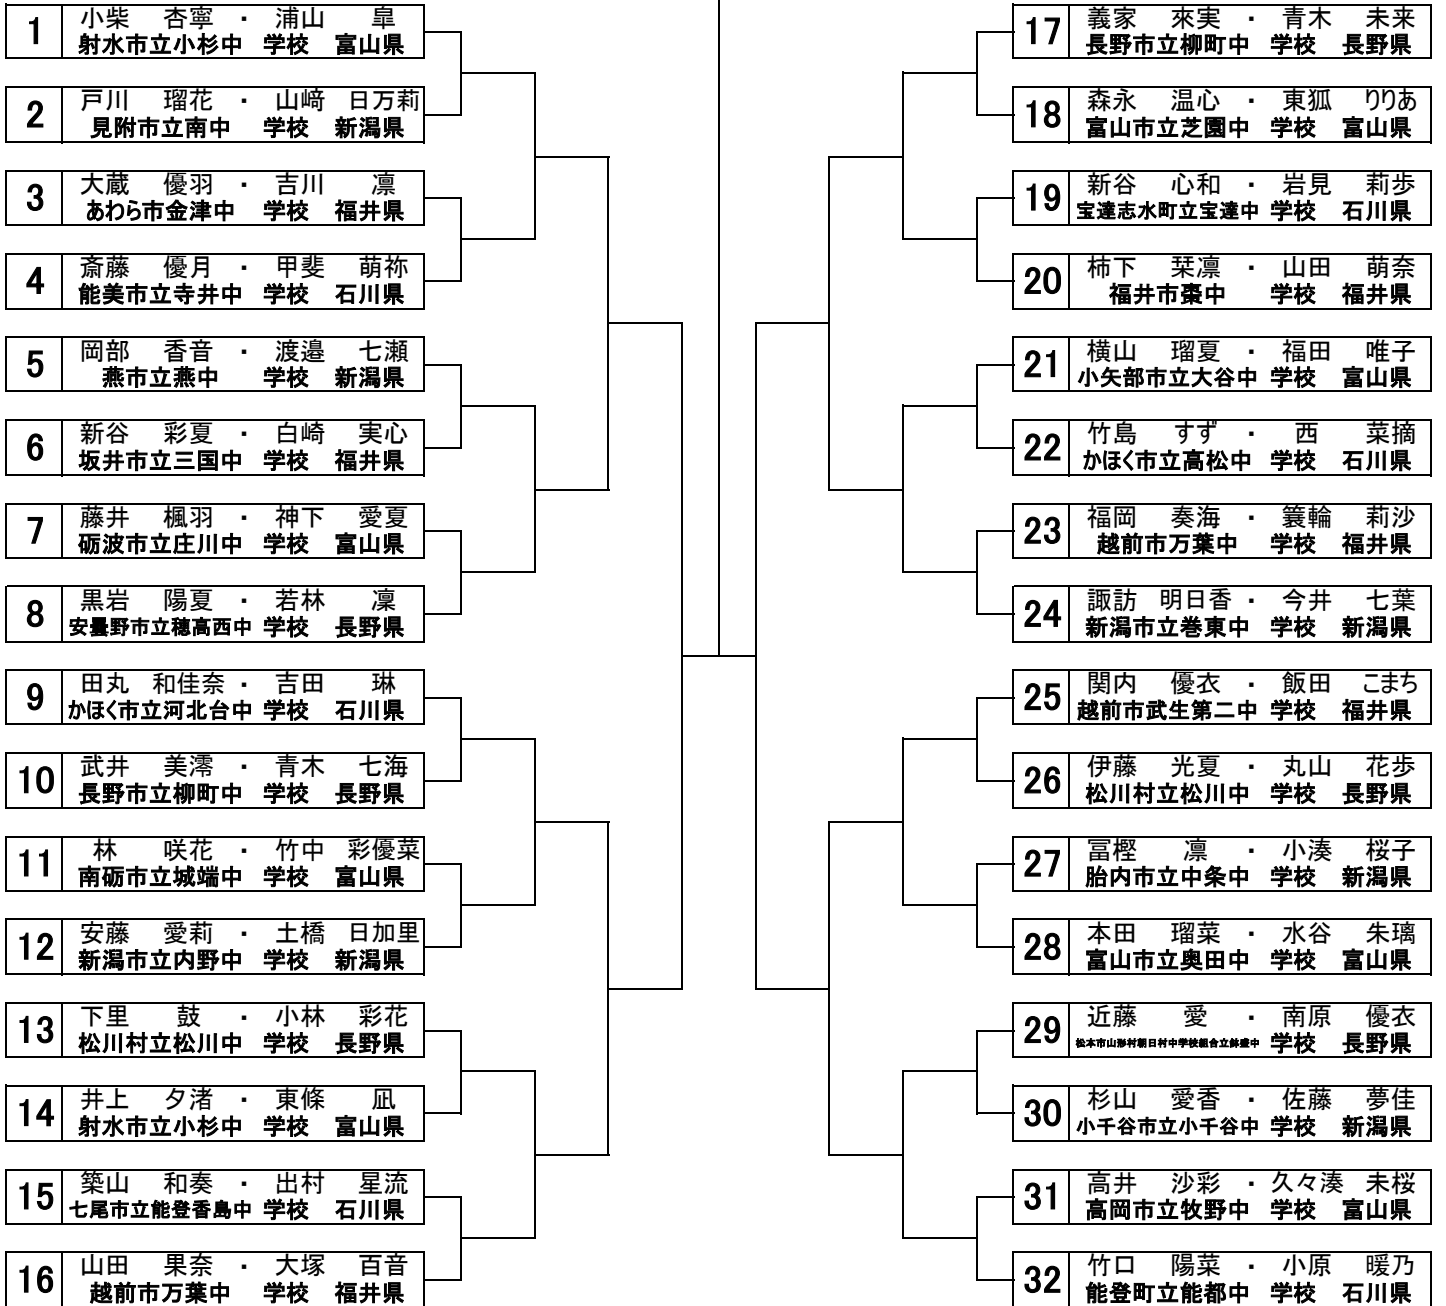 1 小柴 杏寧 ・ 浦山 皐
射水市立小杉中 学校 富山県
2 戸川 瑠花 ・ 山﨑 日万莉
見附市立南中 学校 新潟県
3 大蔵 優羽 ・ 吉川 凛
あわら市金津中 学校 福井県
4 斎藤 優月 ・ 甲斐 萌祢
能美市立寺井中 学校 石川県
5 岡部 香音 ・ 渡邉 七瀬
燕市立燕中 学校 新潟県
6 新谷 彩夏 ・ 白崎 実心
坂井市立三国中 学校 福井県
7 藤井 楓羽 ・ 神下 愛夏
砺波市立庄川中 学校 富山県
8 黒岩 陽夏 ・ 若林 凜
安曇野市立穂高西中 学校 長野県
9 田丸 和佳奈 ・ 吉田 琳
かほく市立河北台中 学校 石川県
10 武井 美澪 ・ 青木 七海
長野市立柳町中 学校 長野県
11 林 咲花 ・ 竹中 彩優菜
南砺市立城端中 学校 富山県
12 安藤 愛莉 ・ 土橋 日加里
新潟市立内野中 学校 新潟県
13 下里 鼓 ・ 小林 彩花
松川村立松川中 学校 長野県
14 井上 夕渚 ・ 東條 凪
射水市立小杉中 学校 富山県
15 築山 和奏 ・ 出村 星流
七尾市立能登香島中 学校 石川県
16 山田 果奈 ・ 大塚 百音
越前市万葉中 学校 福井県
17 義家 來実 ・ 青木 未来
長野市立柳町中 学校 長野県
18 森永 温心 ・ 東狐 りりあ
富山市立芝園中 学校 富山県
19 新谷 心和 ・ 岩見 莉歩
宝達志水町立宝達中 学校 石川県
20 柿下 栞凛 ・ 山田 萌奈
福井市棗中 学校 福井県
21 横山 瑠夏 ・ 福田 唯子
小矢部市立大谷中 学校 富山県
22 竹島 すず ・ 西 菜摘
かほく市立高松中 学校 石川県
23 福岡 奏海 ・ 簑輪 莉沙
越前市万葉中 学校 福井県
24 諏訪 明日香 ・ 今井 七葉
新潟市立巻東中 学校 新潟県
25 関内 優衣 ・ 飯田 こまち
越前市武生第二中 学校 福井県
26 伊藤 光夏 ・ 丸山 花歩
松川村立松川中 学校 長野県
27 冨樫 凛 ・ 小湊 桜子
胎内市立中条中 学校 新潟県
28 本田 瑠菜 ・ 水谷 朱璃
富山市立奥田中 学校 富山県
29 近藤 愛 ・ 南原 優衣
松本市山形村朝日村中学校組合立鉢盛中 学校 長野県
30 杉山 愛香 ・ 佐藤 夢佳
小千谷市立小千谷中 学校 新潟県
31 高井 沙彩 ・ 久々湊 未桜
高岡市立牧野中 学校 富山県
32 竹口 陽菜 ・ 小原 暖乃
能登町立能都中 学校 石川県